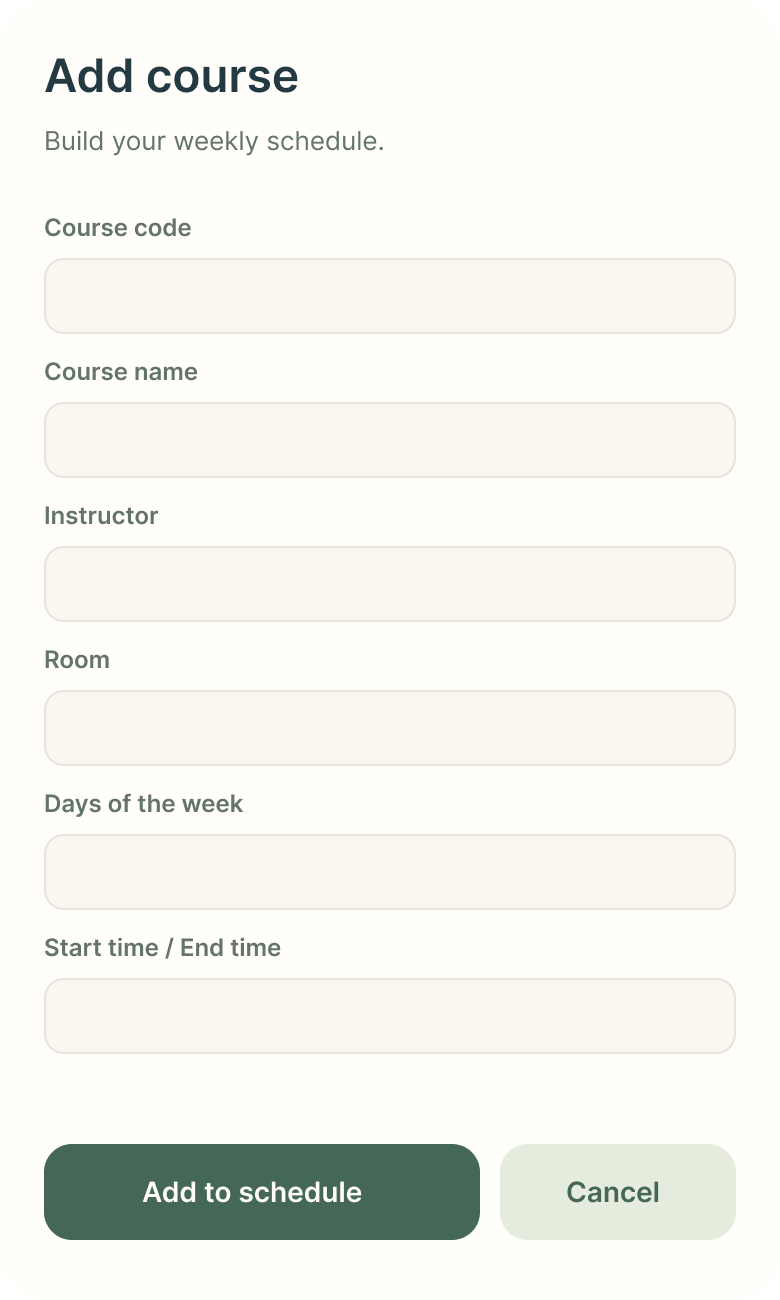 Add course
Build your weekly schedule.
Course code
Course name
Instructor
Room
Days of the week
Start time / End time
Add to schedule
Cancel